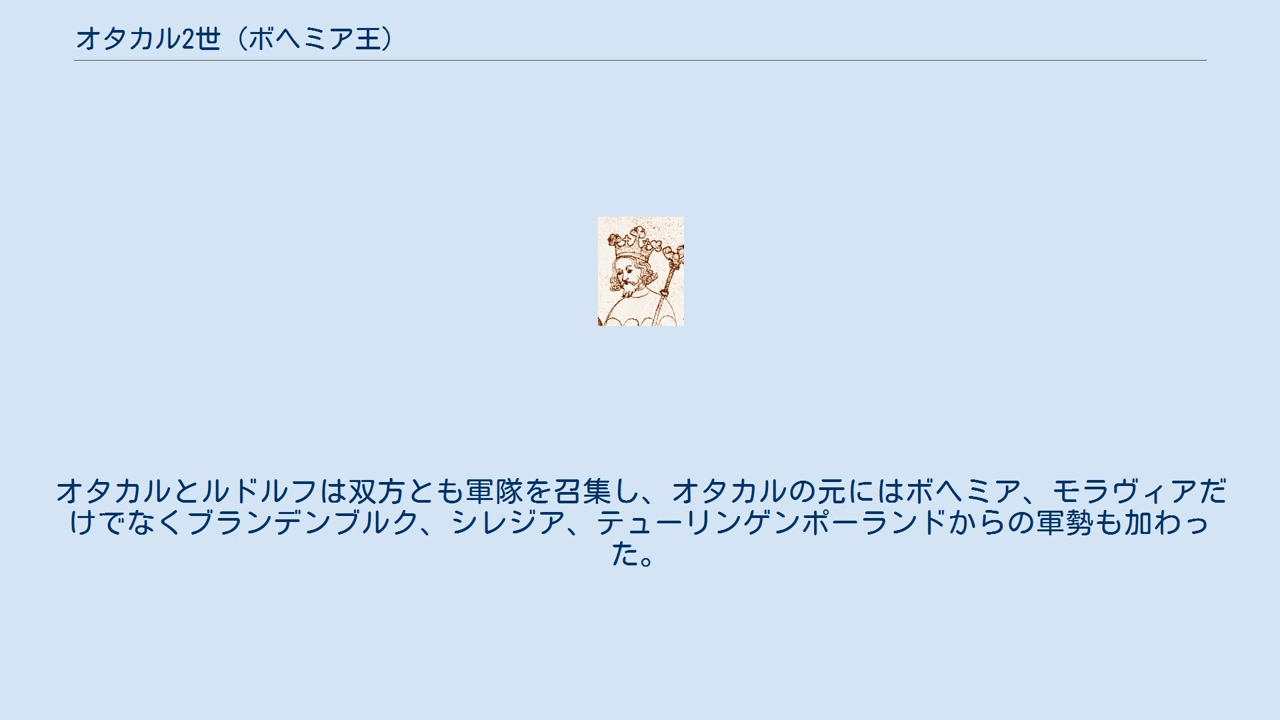 オタカル2世（ボヘミア王）
オタカルとルドルフは双方とも軍隊を召集し、オタカルの元にはボヘミア、モラヴィアだ
けでなくブランデンブルク、シレジア、テューリンゲンポーランドからの軍勢も加わっ
た。